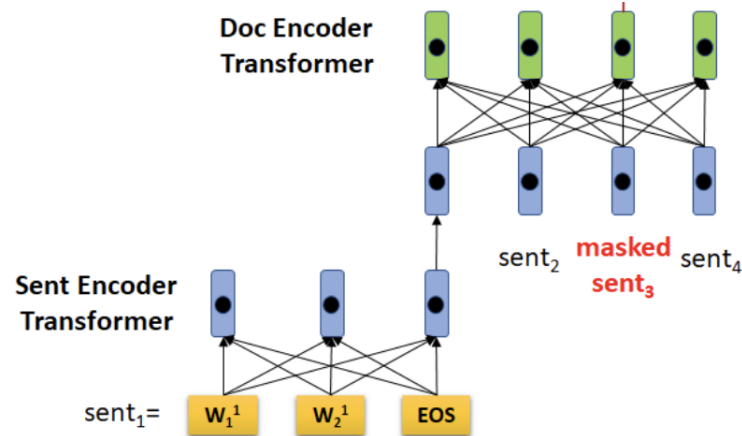 Doc Encoder
Transformer
sent₂ masked sent₄
sent₃
Sent Encoder
Transformer
sent₁= W₁¹ W₂¹ EOS